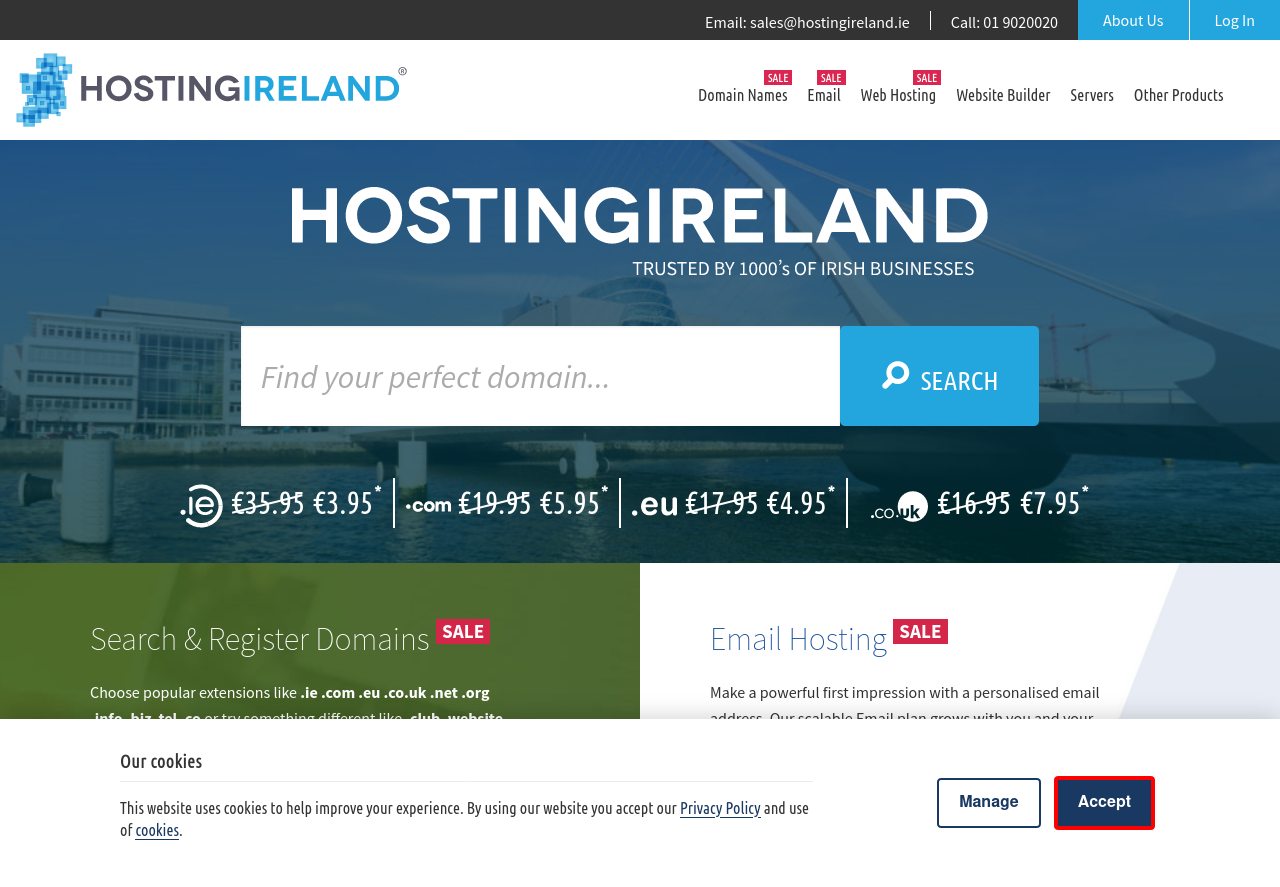 Email: sales@hostingireland.ie
Call: 01 9020020
About Us
Log In
HOSTINGIRELAND®
SALE
SALE
SALE
Domain Names
Email
Web Hosting
Website Builder
Servers
Other Products
HOSTINGIRELAND
TRUSTED BY 1000's OF IRISH BUSINESSES
Find your perfect domain...
SEARCH
.ie €35.95 €3.95*
.com €19.95 €5.95*
.eu €17.95 €4.95*
.co.uk €16.95 €7.95*
Search & Register Domains SALE
Choose popular extensions like .ie .com .eu .co.uk .net .org
.info .biz .tel .co or try something different like .club .website
Email Hosting SALE
Make a powerful first impression with a personalised email
address. Our scalable Email plan grows with you and your
Our cookies
This website uses cookies to help improve your experience. By using our website you accept our Privacy Policy and use
of cookies.
Manage
Accept